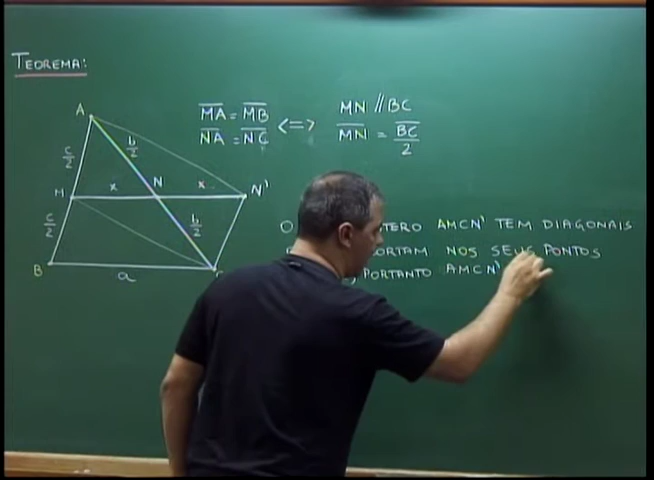 TEOREMA:
MA = MB <=> MN // BC
NA = NC MN = BC/2
A
c/2
b/2
M x N x N'
c/2
b/2
B a C
O TERO AMCN' TEM DIAGONAIS
ORTAM NOS SEUS PONTOS
PORTANTO AMCN'